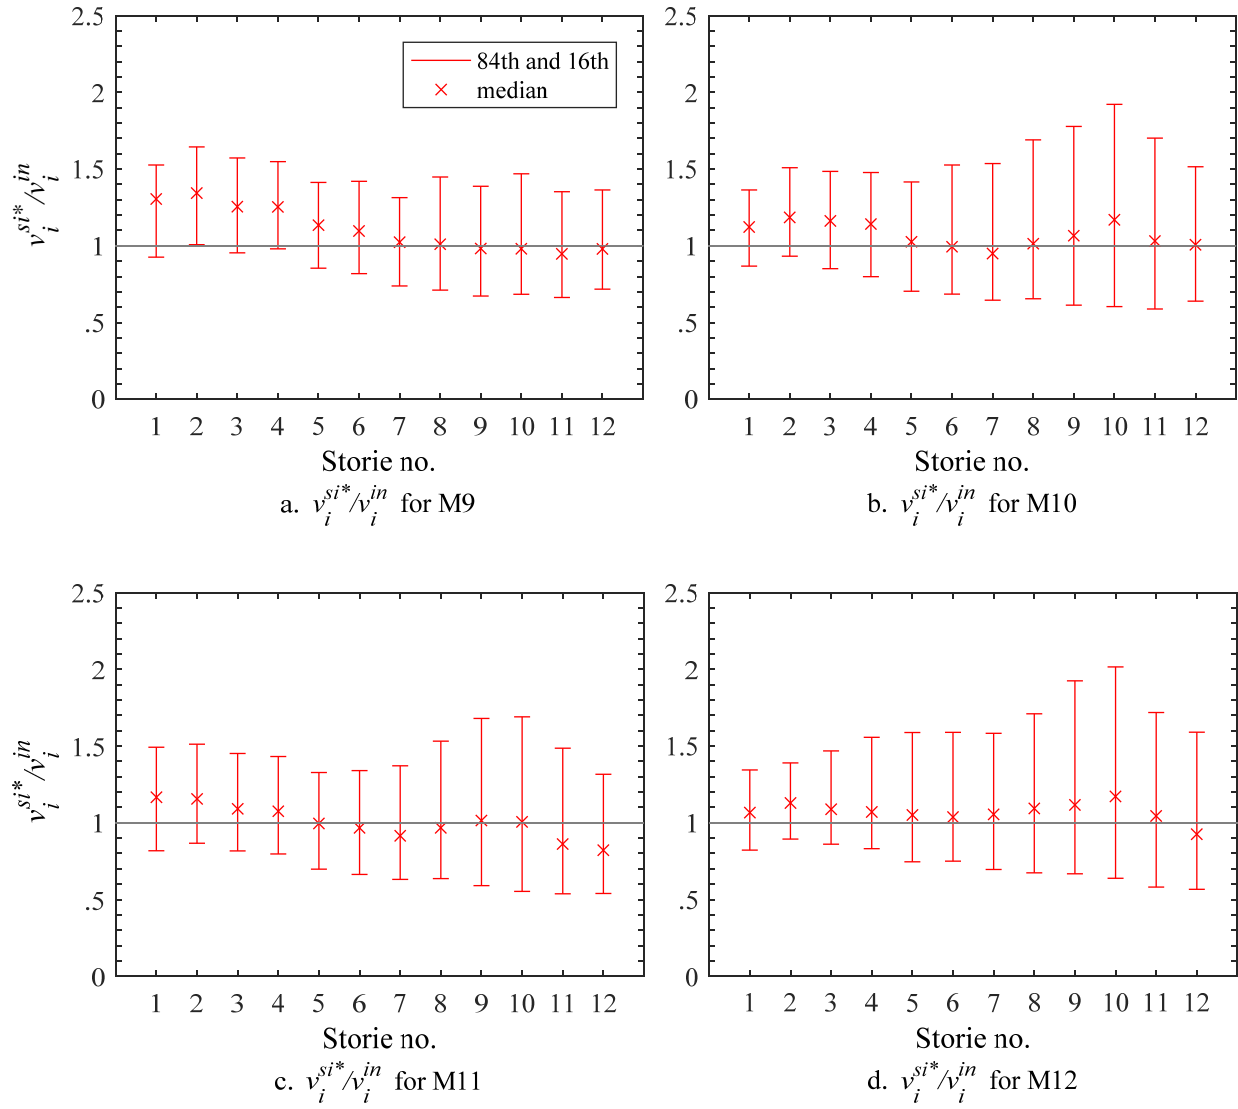 2.5
2
1.5
1
.5
0
v_i^{si*}/v_i^{in}
84th and 16th
median
1 2 3 4 5 6 7 8 9 10 11 12
Storie no.
a. v_i^{si*}/v_i^{in} for M9
2.5
2
1.5
1
.5
0
1 2 3 4 5 6 7 8 9 10 11 12
Storie no.
b. v_i^{si*}/v_i^{in} for M10
2.5
2
1.5
1
.5
0
v_i^{si*}/v_i^{in}
1 2 3 4 5 6 7 8 9 10 11 12
Storie no.
c. v_i^{si*}/v_i^{in} for M11
2.5
2
1.5
1
.5
0
1 2 3 4 5 6 7 8 9 10 11 12
Storie no.
d. v_i^{si*}/v_i^{in} for M12